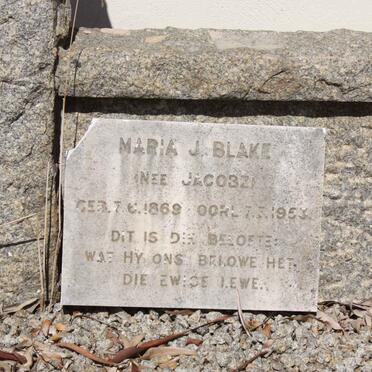 MARIA J. BLAKE
(NEE JACOBZ)
GEB. 7.6.1869 OORL. 7.7.1953
DIT IS DIE BELOFTE
WAT HY ONS BELOWE HET
DIE EWIGE LEWE